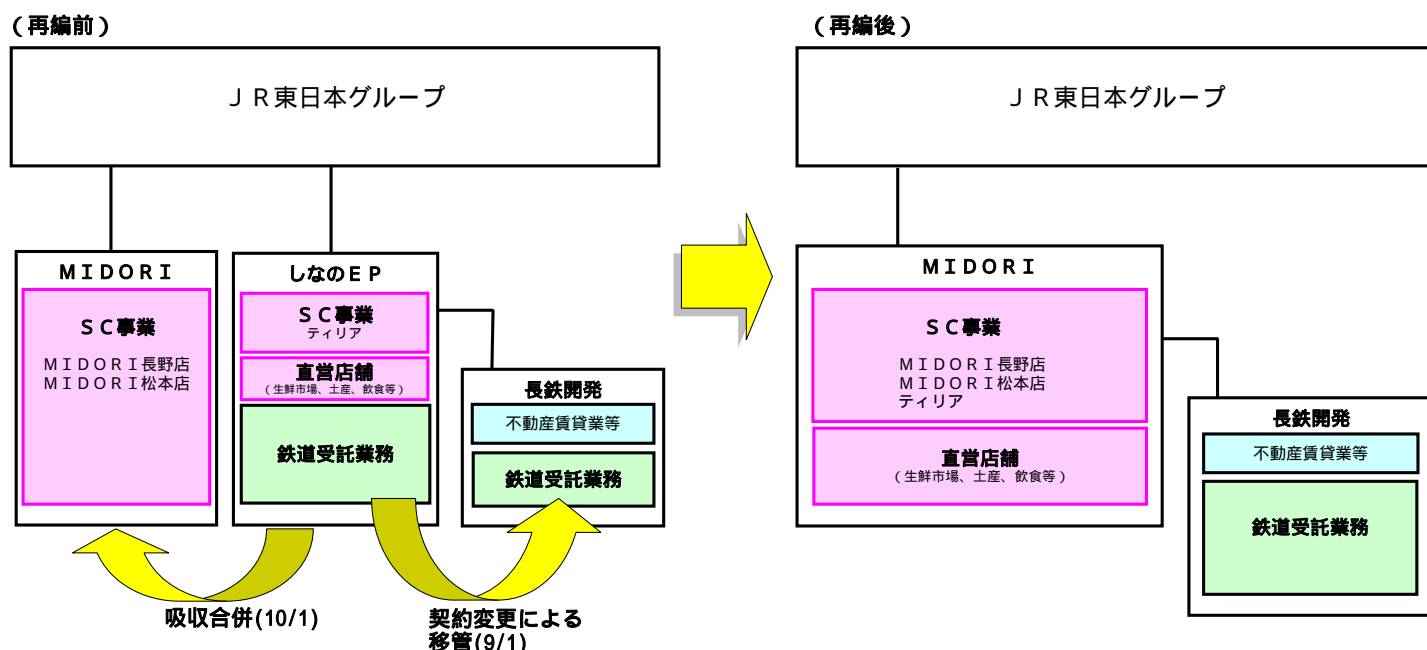 （再編前）
ＪＲ東日本グループ
ＭＩＤＯＲＩ
ＳＣ事業
ＭＩＤＯＲＩ長野店
ＭＩＤＯＲＩ松本店
しなのＥＰ
ＳＣ事業
ティリア
直営店舗
（生鮮市場、土産、飲食等）
鉄道受託業務
長鉄開発
不動産賃貸業等
鉄道受託業務
吸収合併(10/1)
契約変更による
移管(9/1)
（再編後）
ＪＲ東日本グループ
ＭＩＤＯＲＩ
ＳＣ事業
ＭＩＤＯＲＩ長野店
ＭＩＤＯＲＩ松本店
ティリア
直営店舗
（生鮮市場、土産、飲食等）
長鉄開発
不動産賃貸業等
鉄道受託業務